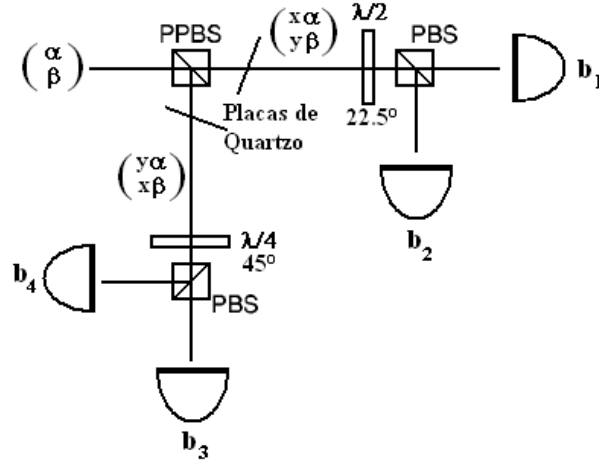 PPBS
(α
β)
(xα
yβ)
λ/2
PBS
b1
22.5º
Placas de
Quartzo
b2
(yα
xβ)
λ/4
45º
b4
PBS
b3